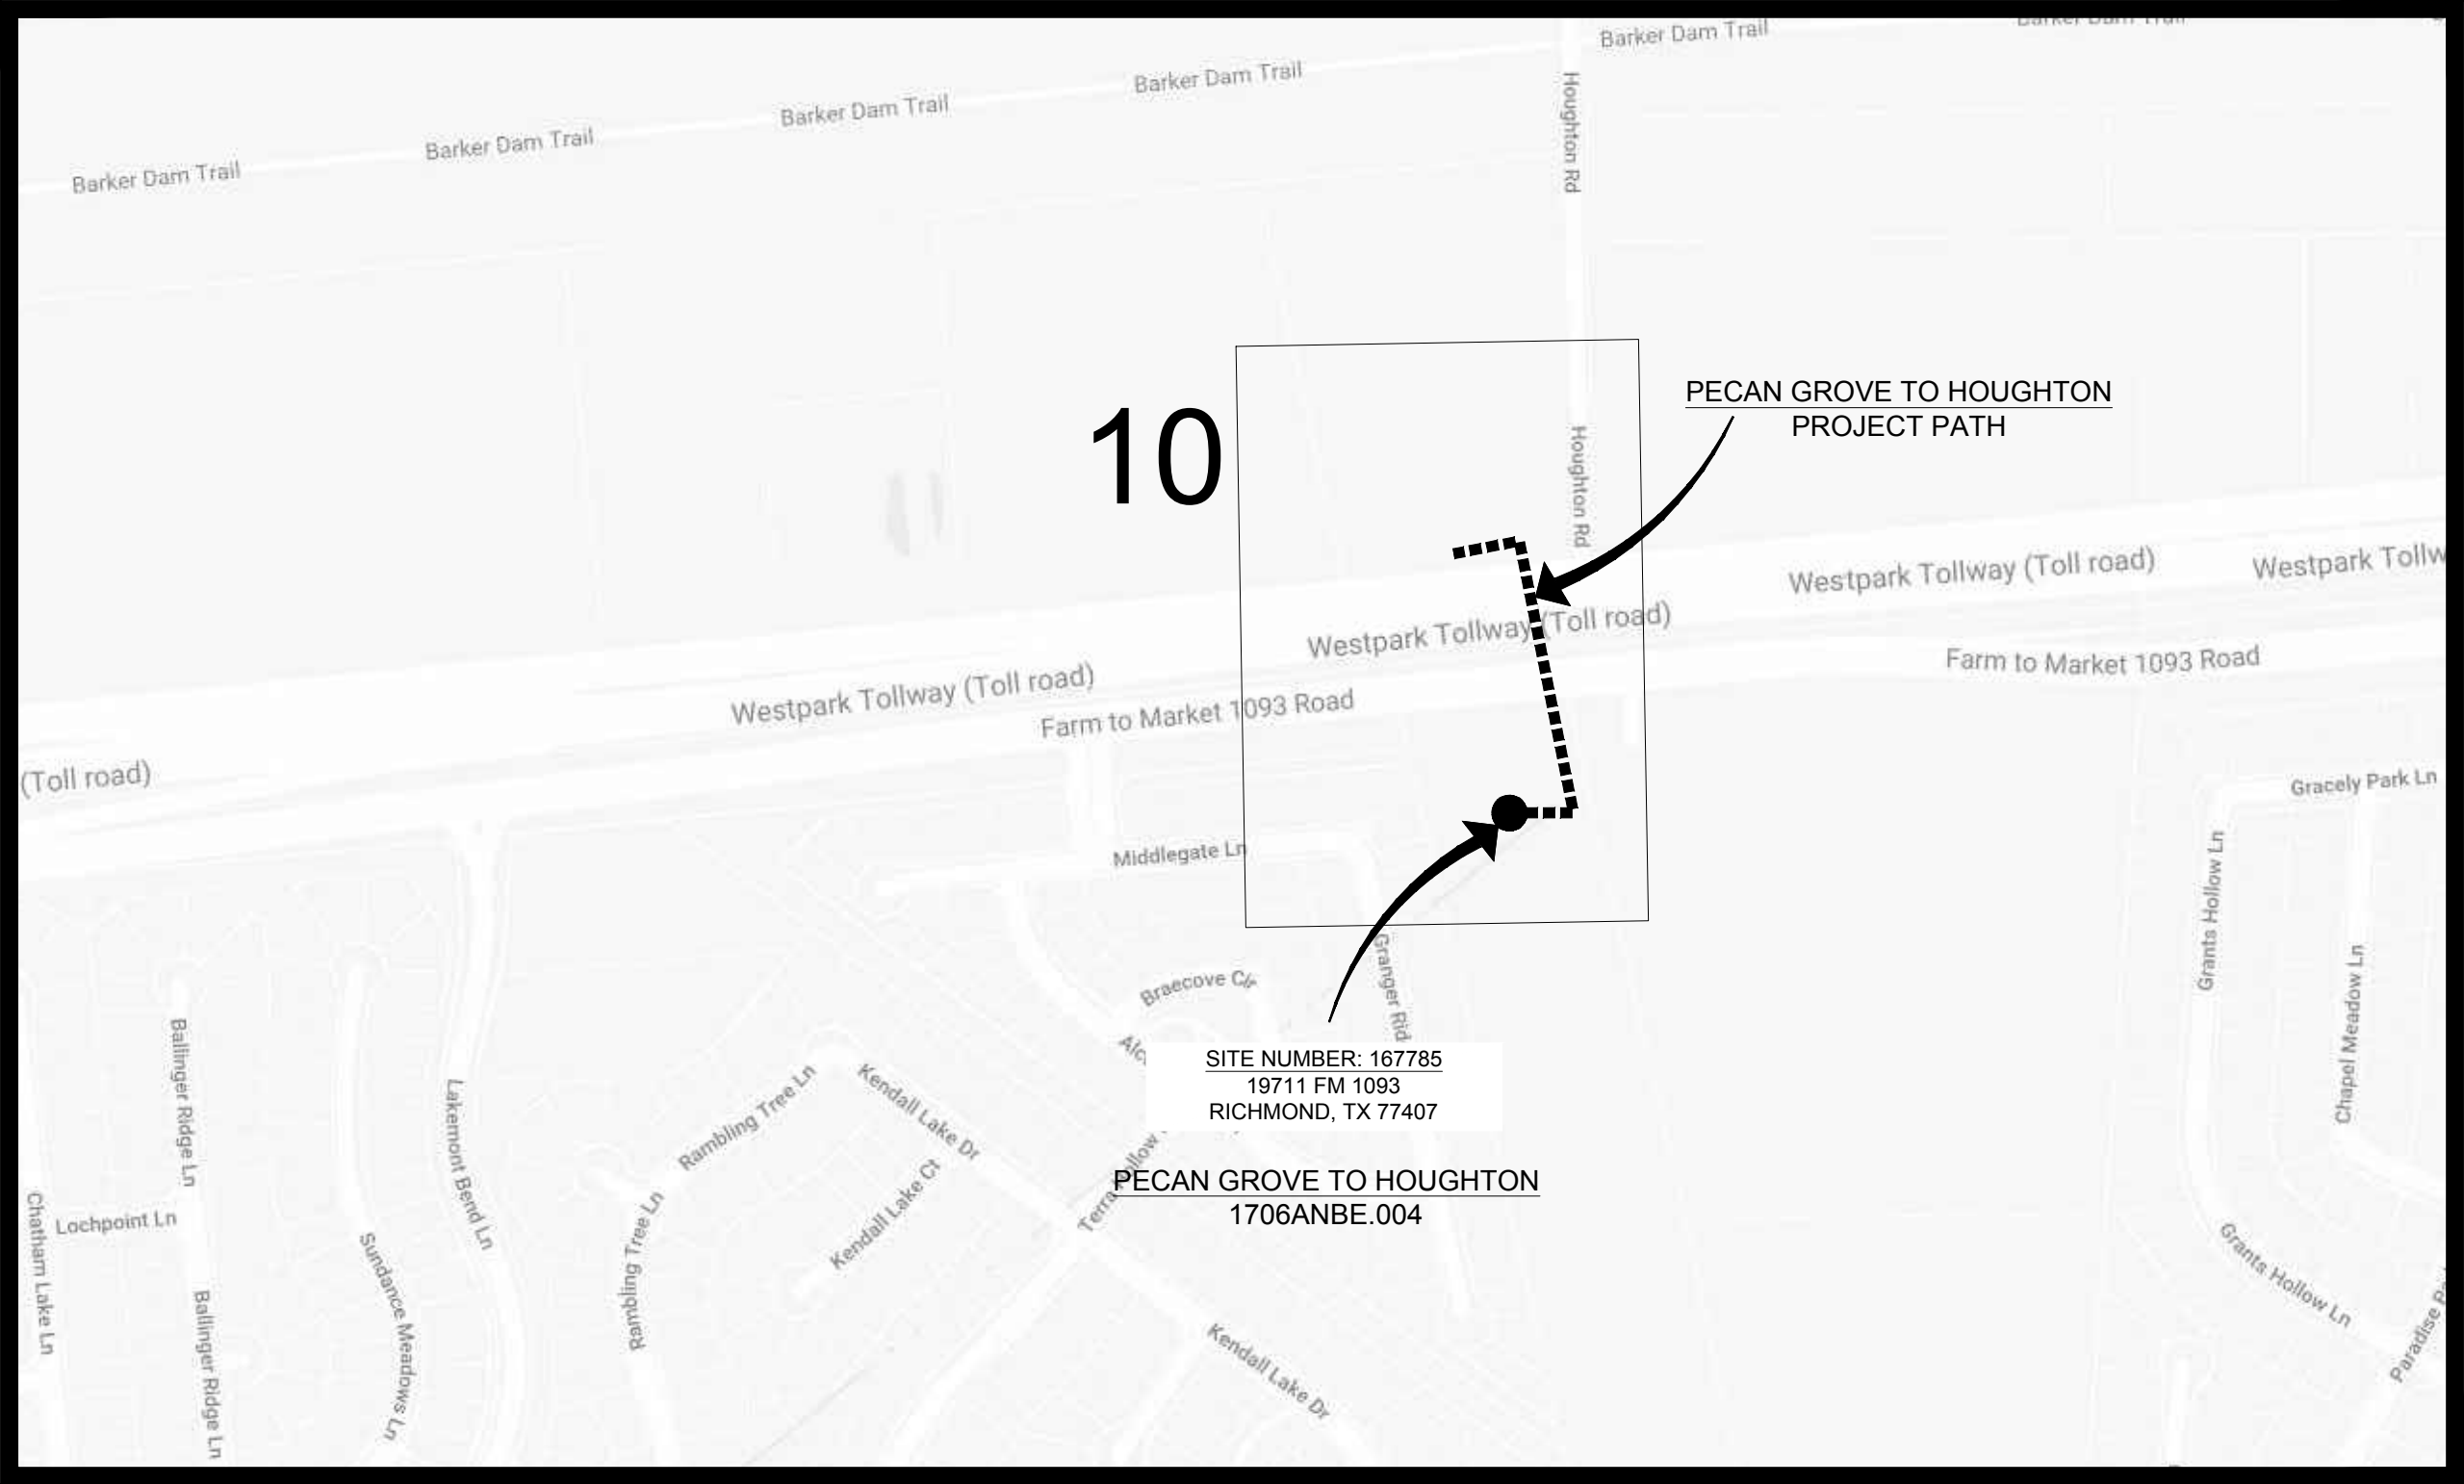 Barker Dam Trail
Barker Dam Trail
Barker Dam Trail
Barker Dam Trail
Barker Dam Trail
Barker Dam Trail
Houghton Rd
10
PECAN GROVE TO HOUGHTON
PROJECT PATH
Houghton Rd
Westpark Tollway (Toll road)
Westpark Tollw
Westpark Tollway (Toll road)
Westpark Tollway (Toll road)
(Toll road)
Farm to Market 1093 Road
Farm to Market 1093 Road
Gracely Park Ln
Middlegate Ln
Grants Hollow Ln
Chapel Meadow Ln
Granger Rid
Braecove Cir
Alc
SITE NUMBER: 167785
19711 FM 1093
RICHMOND, TX 77407
PECAN GROVE TO HOUGHTON
1706ANBE.004
Ballinger Ridge Ln
Lakemont Bend Ln
Rambling Tree Ln
Kendall Lake Dr
Kendall Lake Ct
Lochpoint Ln
Chatham Lake Ln
Sundance Meadows Ln
Rambling Tree Ln
Ballinger Ridge Ln
Kendall Lake Dr
Grants Hollow Ln